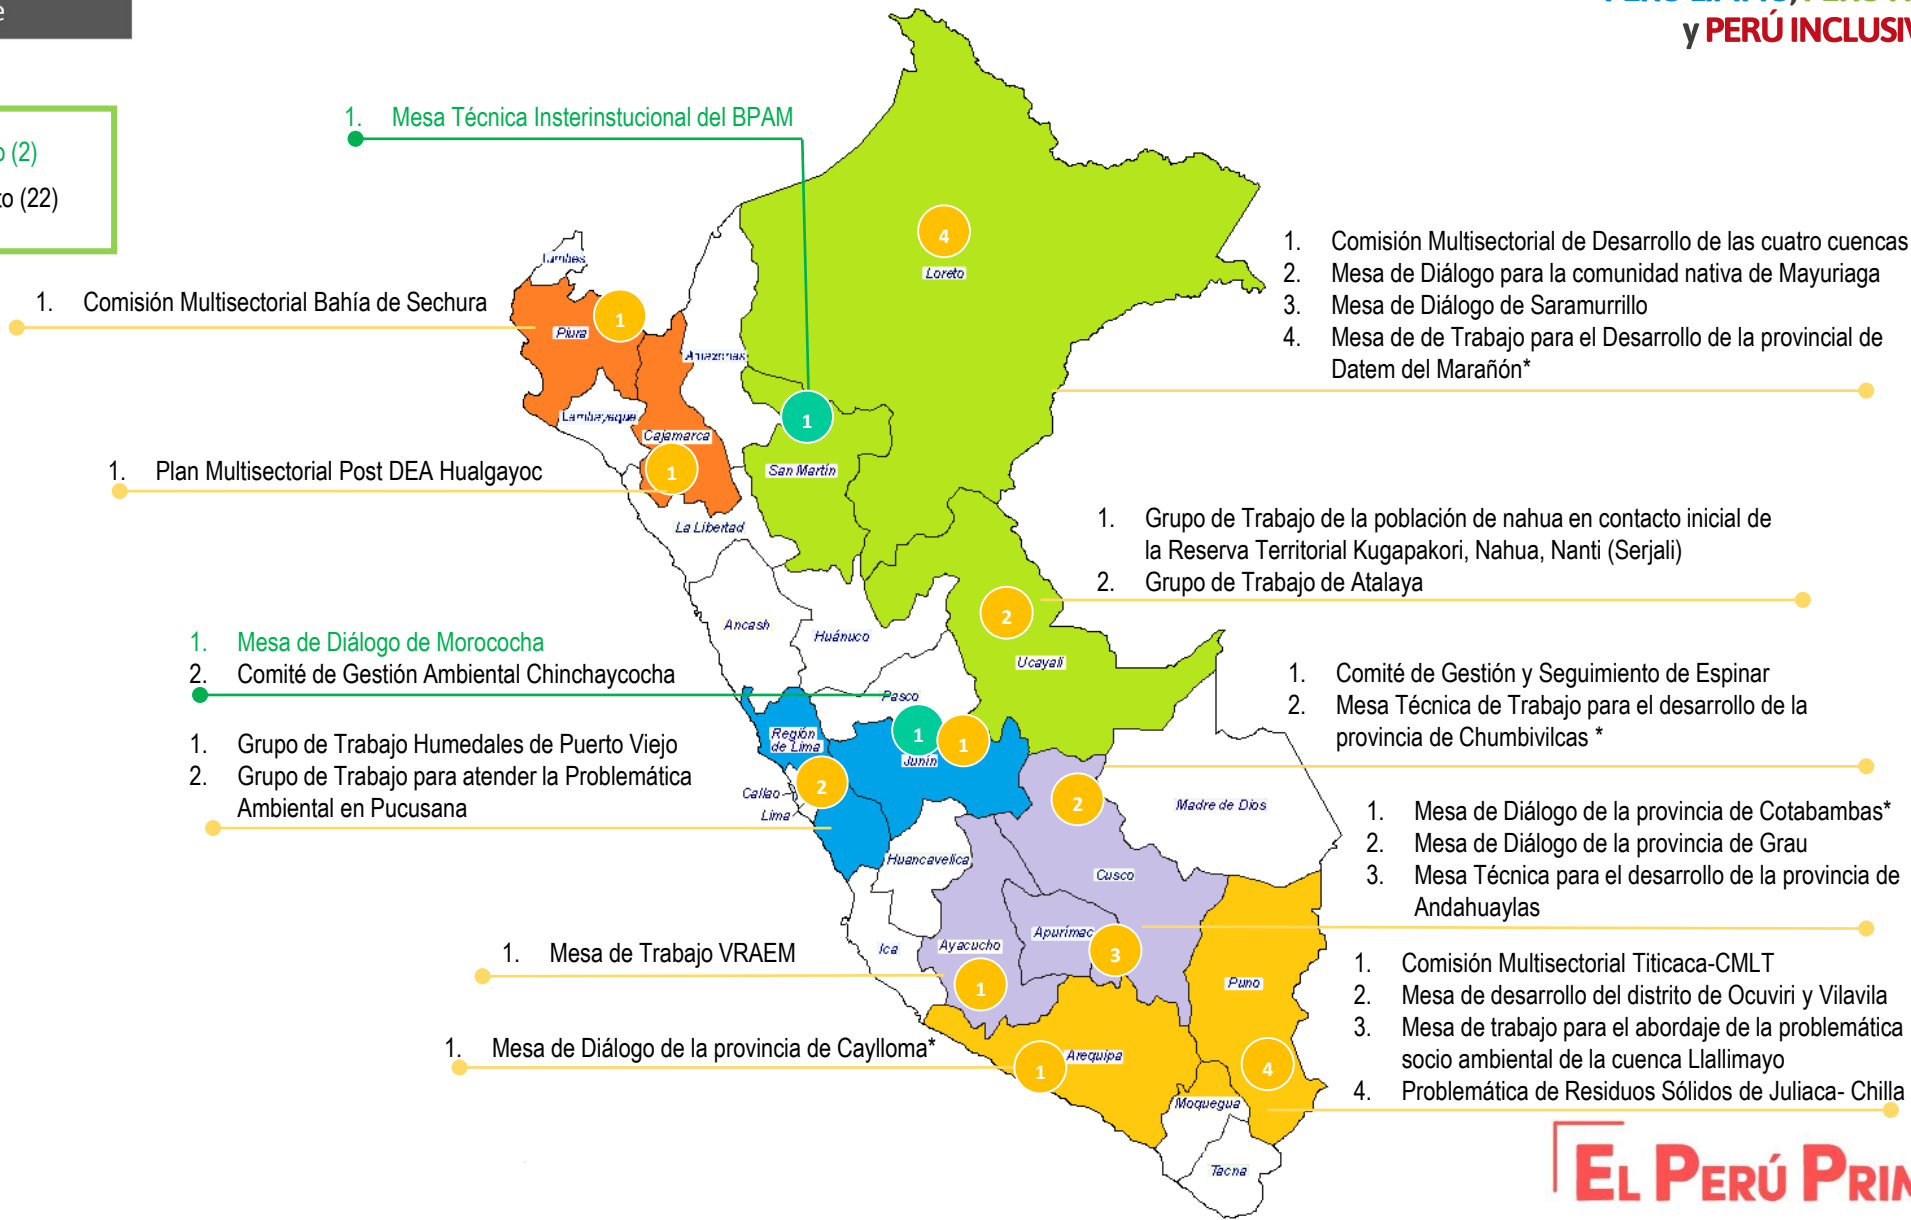 e
y PERÚ INCLUSIV
o (2)
to (22)
1. Mesa Técnica Insterinstucional del BPAM
1. Comisión Multisectorial Bahía de Sechura
1. Plan Multisectorial Post DEA Hualgayoc
1. Mesa de Diálogo de Morococha
2. Comité de Gestión Ambiental Chinchaycocha
1. Grupo de Trabajo Humedales de Puerto Viejo
2. Grupo de Trabajo para atender la Problemática
Ambiental en Pucusana
1. Mesa de Trabajo VRAEM
1. Mesa de Diálogo de la provincia de Caylloma*
Tumbes
Piura
1
Amazonas
Lambayeque
Cajamarca
1
La Libertad
Loreto
4
San Martín
1
Ancash
Huánuco
Ucayali
2
Pasco
Región
de Lima
Junín
1
1
Callao
Lima
2
Huancavelica
Ica
Ayacucho
1
Apurímac
3
Cusco
2
Madre de Dios
Puno
4
Arequipa
1
Moquegua
Tacna
1. Comisión Multisectorial de Desarrollo de las cuatro cuencas
2. Mesa de Diálogo para la comunidad nativa de Mayuriaga
3. Mesa de Diálogo de Saramurrillo
4. Mesa de de Trabajo para el Desarrollo de la provincial de
Datem del Marañón*
1. Grupo de Trabajo de la población de nahua en contacto inicial de
la Reserva Territorial Kugapakori, Nahua, Nanti (Serjali)
2. Grupo de Trabajo de Atalaya
1. Comité de Gestión y Seguimiento de Espinar
2. Mesa Técnica de Trabajo para el desarrollo de la
provincia de Chumbivilcas *
1. Mesa de Diálogo de la provincia de Cotabambas*
2. Mesa de Diálogo de la provincia de Grau
3. Mesa Técnica para el desarrollo de la provincia de
Andahuaylas
1. Comisión Multisectorial Titicaca-CMLT
2. Mesa de desarrollo del distrito de Ocuviri y Vilavila
3. Mesa de trabajo para el abordaje de la problemática
socio ambiental de la cuenca Llallimayo
4. Problemática de Residuos Sólidos de Juliaca- Chilla
EL PERÚ PRIM